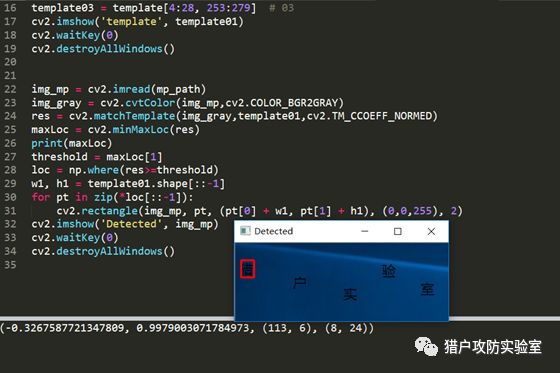 16 template03 = template[4:28, 253:279]  # 03
17 cv2.imshow('template', template01)
18 cv2.waitKey(0)
19 cv2.destroyAllWindows()
20
21
22 img_mp = cv2.imread(mp_path)
23 img_gray = cv2.cvtColor(img_mp,cv2.COLOR_BGR2GRAY)
24 res = cv2.matchTemplate(img_gray,template01,cv2.TM_CCOEFF_NORMED)
25 maxLoc = cv2.minMaxLoc(res)
26 print(maxLoc)
27 threshold = maxLoc[1]
28 loc = np.where(res>=threshold)
29 w1, h1 = template01.shape[::-1]
30 for pt in zip(*loc[::-1]):
31     cv2.rectangle(img_mp, pt, (pt[0] + w1, pt[1] + h1), (0,0,255), 2)
32 cv2.imshow('Detected', img_mp)
33 cv2.waitKey(0)
34 cv2.destroyAllWindows()
35
Detected
户 实 验 室
(-0.3267587721347809, 0.9979003071784973, (113, 6), (8, 24))
猎户攻防实验室